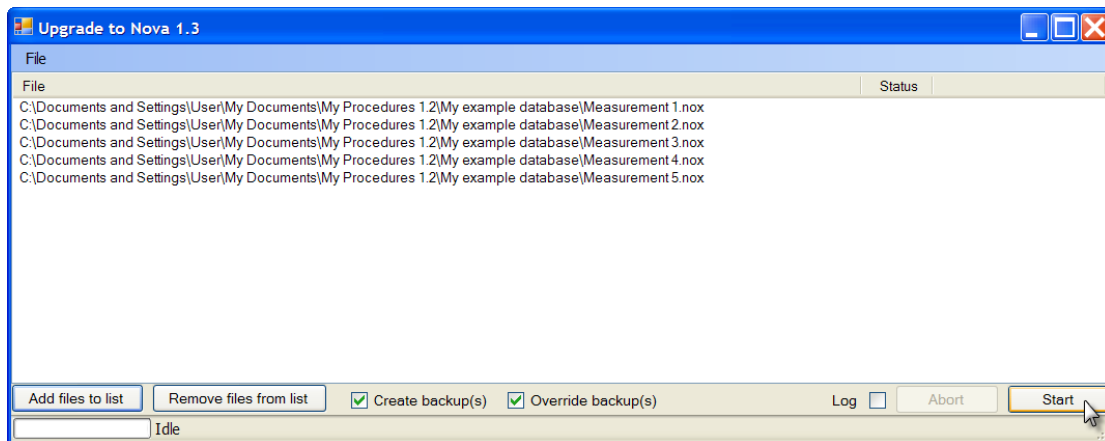 Upgrade to Nova 1.3
File
File Status
C:\Documents and Settings\User\My Documents\My Procedures 1.2\My example database\Measurement 1.nox
C:\Documents and Settings\User\My Documents\My Procedures 1.2\My example database\Measurement 2.nox
C:\Documents and Settings\User\My Documents\My Procedures 1.2\My example database\Measurement 3.nox
C:\Documents and Settings\User\My Documents\My Procedures 1.2\My example database\Measurement 4.nox
C:\Documents and Settings\User\My Documents\My Procedures 1.2\My example database\Measurement 5.nox
Add files to list Remove files from list Create backup(s) Override backup(s) Log Abort Start
Idle